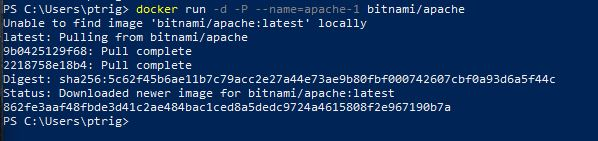 PS C:\Users\ptrig> docker run -d -P --name=apache-1 bitnami/apache
Unable to find image 'bitnami/apache:latest' locally
latest: Pulling from bitnami/apache
9b0425129f68: Pull complete
2218758e18b4: Pull complete
Digest: sha256:5c62f45b6ae11b7c79acc2e27a44e73ae9b80fbf000742607cbf0a93d6a5f44c
Status: Downloaded newer image for bitnami/apache:latest
862fe3aaf48fbde3d41c2ae484bac1ced8a5dedc9724a4615808f2e967190b7a
PS C:\Users\ptrig>